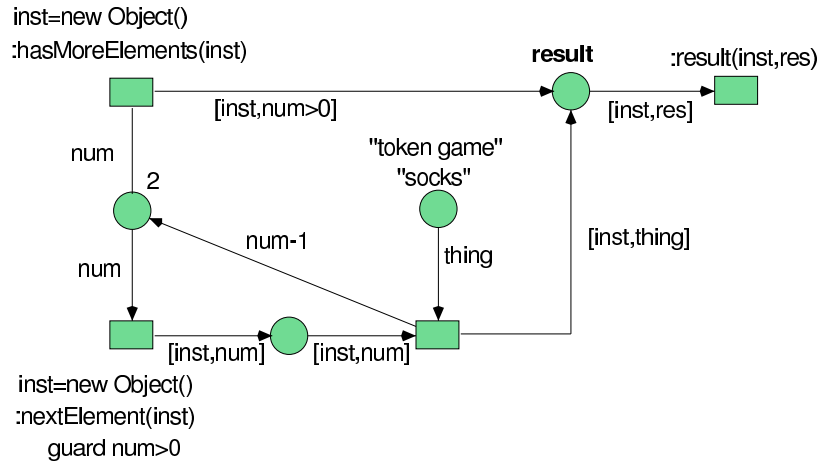 inst=new Object()
:hasMoreElements(inst)
result
:result(inst,res)
[inst,num>0]
[inst,res]
num
"token game"
"socks"
2
num-1
[inst,thing]
thing
num
[inst,num]
[inst,num]
inst=new Object()
:nextElement(inst)
guard num>0